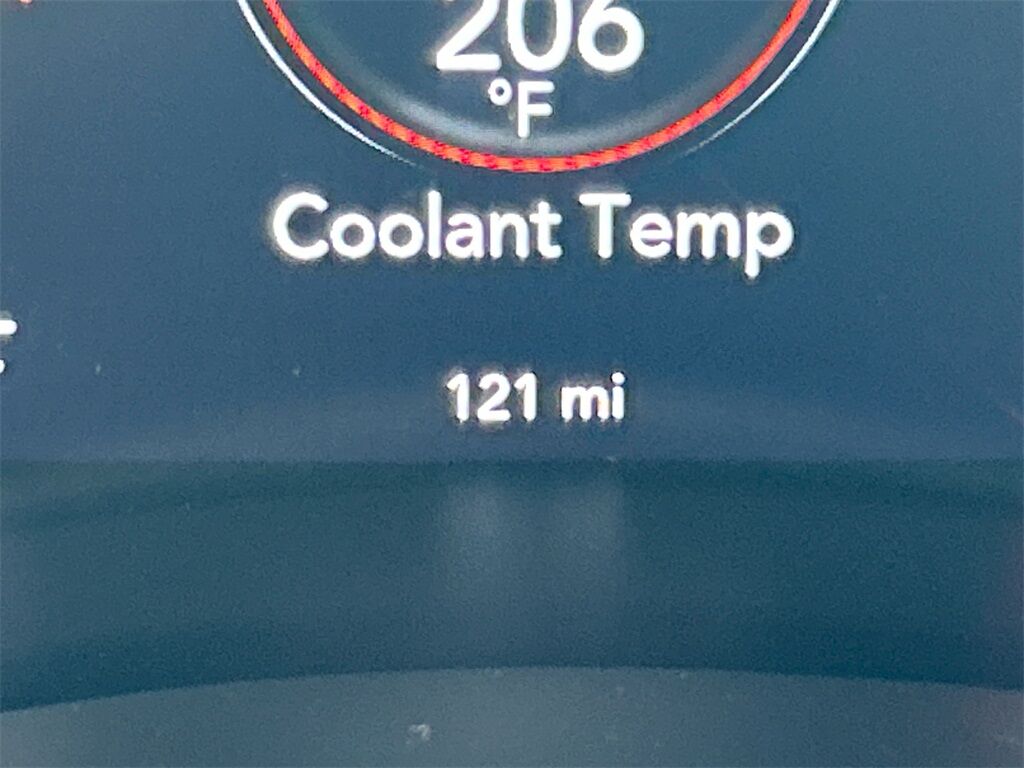 206
°F
Coolant Temp
121 mi